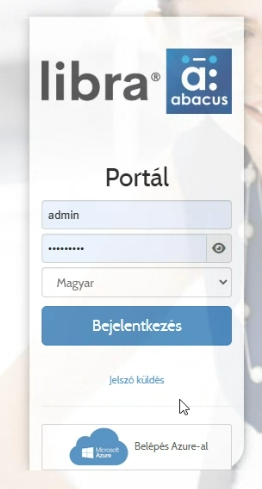 libra®
a:
abacus
Portál
admin
•••••••••
Magyar
Bejelentkezés
Jelszó küldés
Microsoft
Azure
Belépés Azure-al